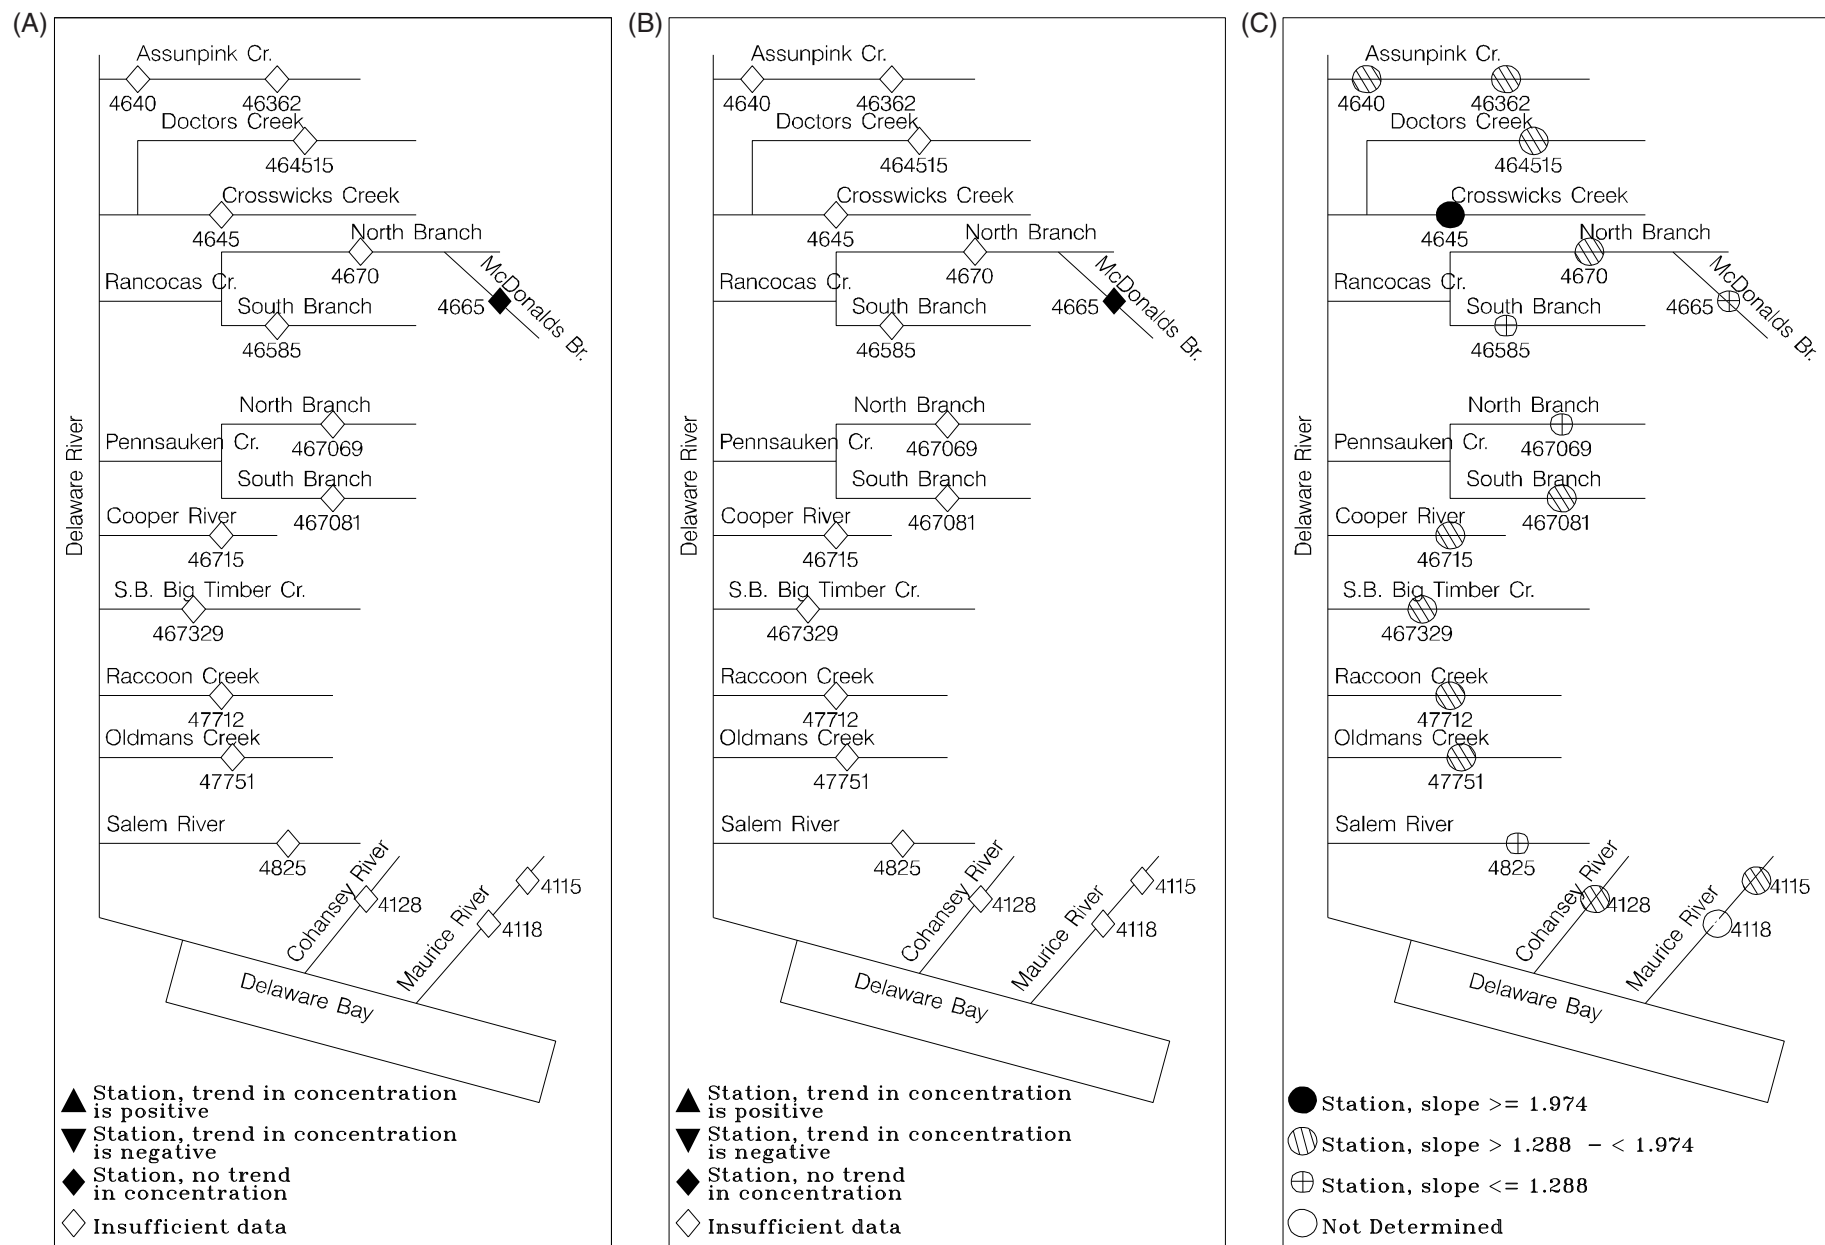 (A)
Assunpink Cr.
4640
46362
Doctors Creek
464515
Crosswicks Creek
4645
North Branch
4670
Rancocas Cr.
McDonalds Br.
4665
South Branch
46585
North Branch
467069
Pennsauken Cr.
South Branch
467081
Delaware River
Cooper River
46715
S.B. Big Timber Cr.
467329
Raccoon Creek
47712
Oldmans Creek
47751
Salem River
4825
Cohansey River
4128
Maurice River
4115
4118
Delaware Bay
Station, trend in concentration
is positive
Station, trend in concentration
is negative
Station, no trend
in concentration
Insufficient data
(B)
Assunpink Cr.
4640
46362
Doctors Creek
464515
Crosswicks Creek
4645
North Branch
4670
Rancocas Cr.
McDonalds Br.
4665
South Branch
46585
North Branch
467069
Pennsauken Cr.
South Branch
467081
Delaware River
Cooper River
46715
S.B. Big Timber Cr.
467329
Raccoon Creek
47712
Oldmans Creek
47751
Salem River
4825
Cohansey River
4128
Maurice River
4115
4118
Delaware Bay
Station, trend in concentration
is positive
Station, trend in concentration
is negative
Station, no trend
in concentration
Insufficient data
(C)
Assunpink Cr.
4640
46362
Doctors Creek
464515
Crosswicks Creek
4645
North Branch
4670
Rancocas Cr.
McDonalds Br.
4665
South Branch
46585
North Branch
467069
Pennsauken Cr.
South Branch
467081
Delaware River
Cooper River
46715
S.B. Big Timber Cr.
467329
Raccoon Creek
47712
Oldmans Creek
47751
Salem River
4825
Cohansey River
4128
Maurice River
4115
4118
Delaware Bay
Station, slope >= 1.974
Station, slope > 1.288 - < 1.974
Station, slope <= 1.288
Not Determined